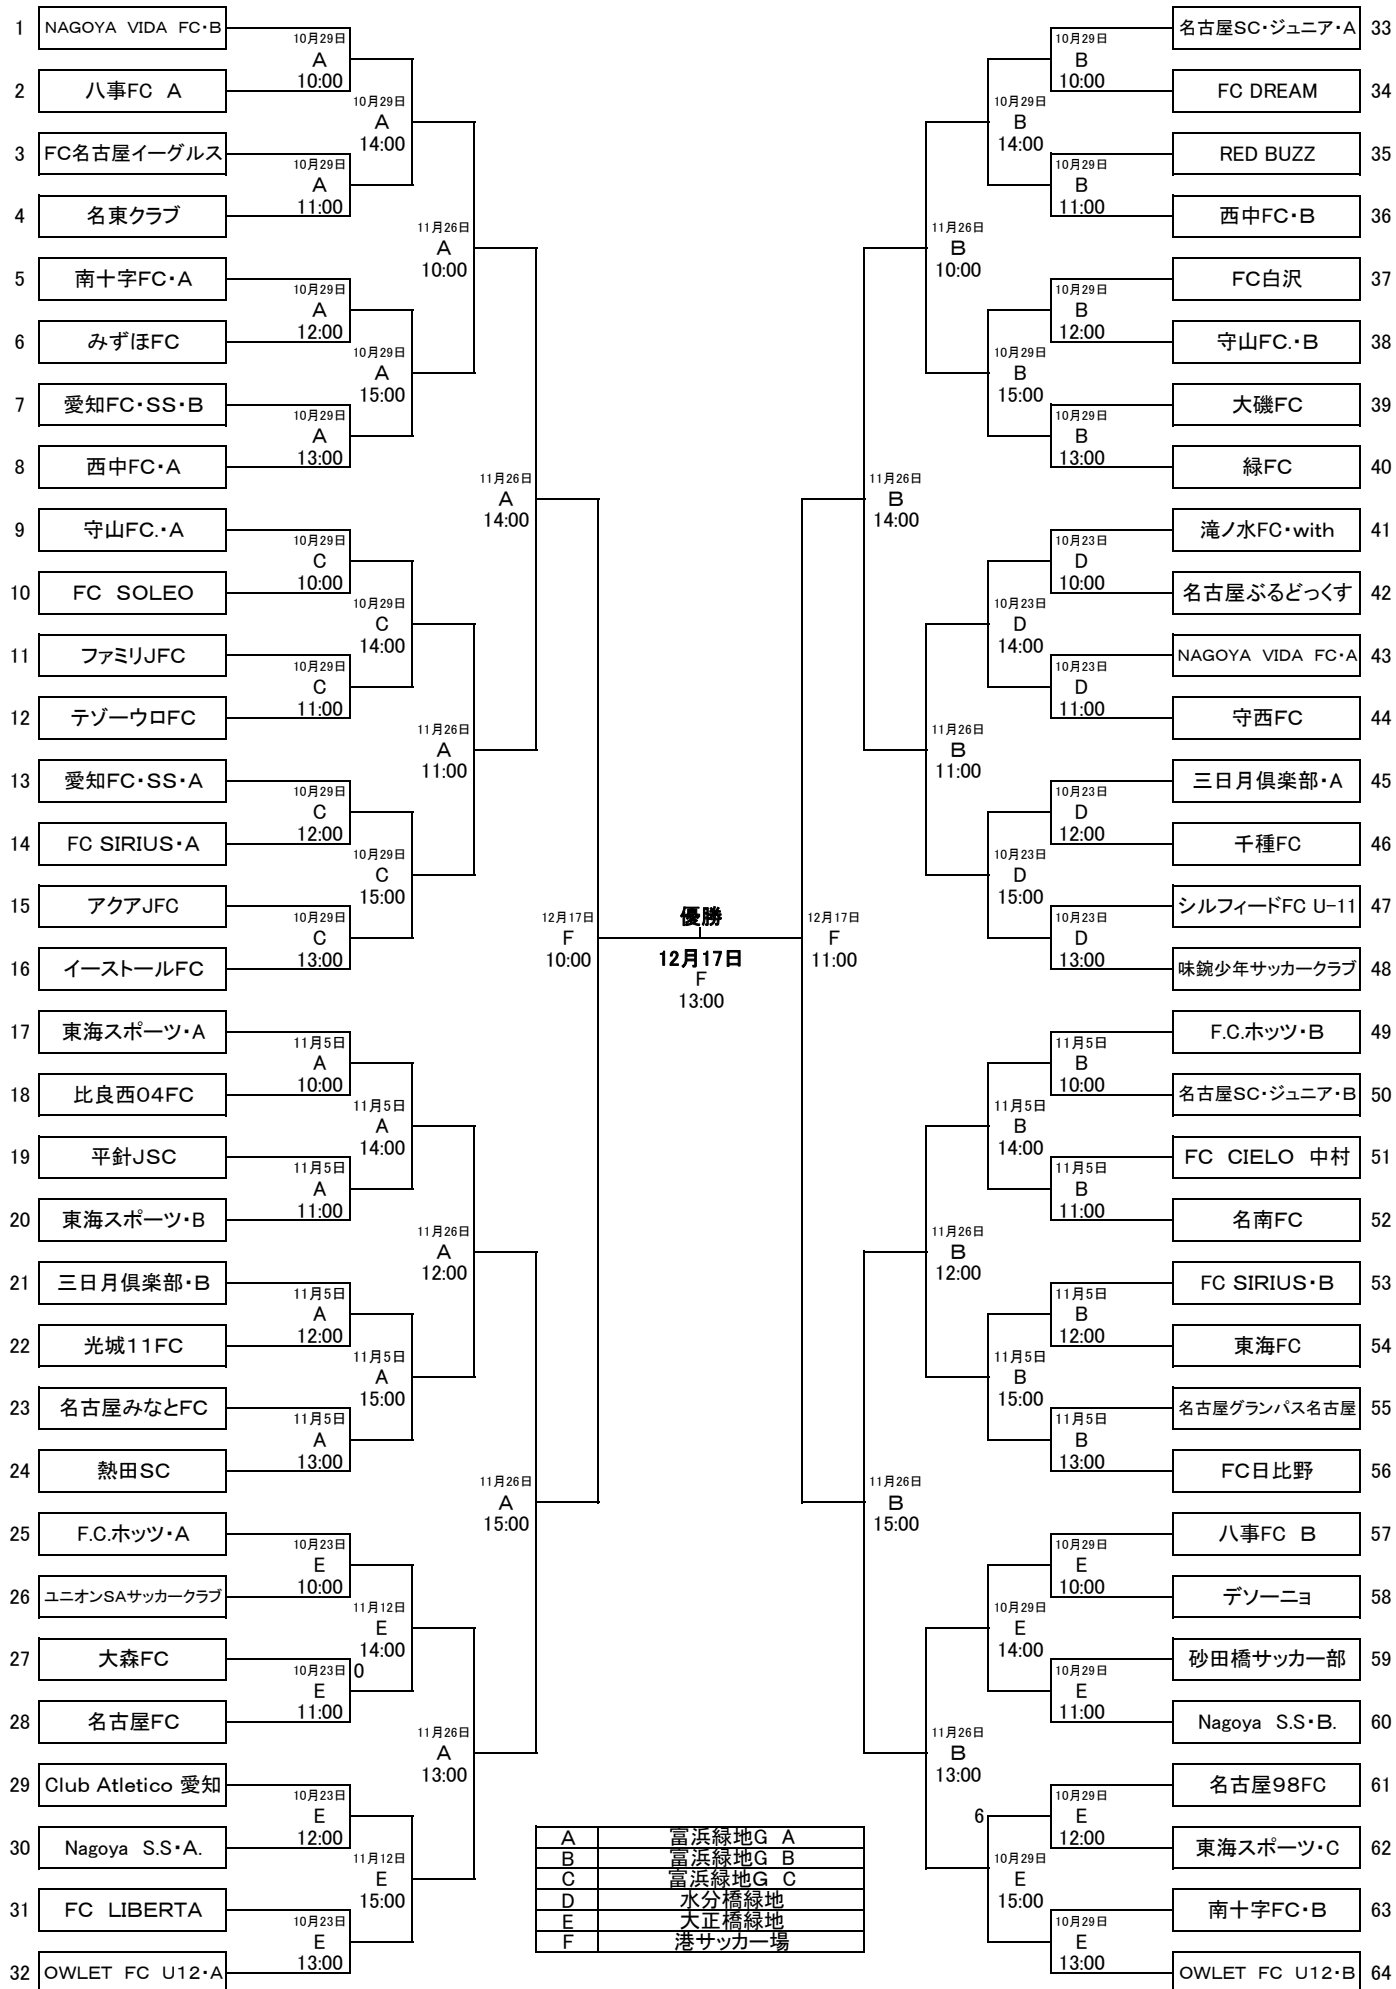 1 NAGOYA VIDA FC・B
2 八事FC A
3 FC名古屋イーグルス
4 名東クラブ
5 南十字FC・A
6 みずほFC
7 愛知FC・SS・B
8 西中FC・A
9 守山FC.・A
10 FC SOLEO
11 ファミリJFC
12 テゾーウロFC
13 愛知FC・SS・A
14 FC SIRIUS・A
15 アクアJFC
16 イーストールFC
17 東海スポーツ・A
18 比良西04FC
19 平針JSC
20 東海スポーツ・B
21 三日月倶楽部・B
22 光城11FC
23 名古屋みなとFC
24 熱田SC
25 F.C.ホッツ・A
26 ユニオンSAサッカークラブ
27 大森FC
28 名古屋FC
29 Club Atletico 愛知
30 Nagoya S.S・A.
31 FC LIBERTA
32 OWLET FC U12・A
10月29日
A
10:00
10月29日
A
11:00
10月29日
A
12:00
10月29日
A
13:00
10月29日
C
10:00
10月29日
C
11:00
10月29日
C
12:00
10月29日
C
13:00
11月5日
A
10:00
11月5日
A
11:00
11月5日
A
12:00
11月5日
A
13:00
10月23日
E
10:00
10月23日
E
11:00
10月23日
E
12:00
10月23日
E
13:00
10月29日
A
14:00
10月29日
A
15:00
10月29日
C
14:00
10月29日
C
15:00
11月5日
A
14:00
11月5日
A
15:00
11月12日
E
14:00
0
11月12日
E
15:00
11月26日
A
10:00
11月26日
A
11:00
11月26日
A
12:00
11月26日
A
13:00
11月26日
A
14:00
11月26日
A
15:00
12月17日
F
10:00
優勝
12月17日
F
13:00
12月17日
F
11:00
11月26日
B
14:00
11月26日
B
15:00
11月26日
B
10:00
11月26日
B
11:00
11月26日
B
12:00
11月26日
B
13:00
10月29日
B
14:00
10月29日
B
15:00
10月23日
D
14:00
10月23日
D
15:00
11月5日
B
14:00
11月5日
B
15:00
10月29日
E
14:00
6
10月29日
E
15:00
10月29日
B
10:00
10月29日
B
11:00
10月29日
B
12:00
10月29日
B
13:00
10月23日
D
10:00
10月23日
D
11:00
10月23日
D
12:00
10月23日
D
13:00
11月5日
B
10:00
11月5日
B
11:00
11月5日
B
12:00
11月5日
B
13:00
10月29日
E
10:00
10月29日
E
11:00
10月29日
E
12:00
10月29日
E
13:00
名古屋SC・ジュニア・A 33
FC DREAM 34
RED BUZZ 35
西中FC・B 36
FC白沢 37
守山FC.・B 38
大磯FC 39
緑FC 40
滝ノ水FC・with 41
名古屋ぶるどっくす 42
NAGOYA VIDA FC・A 43
守西FC 44
三日月倶楽部・A 45
千種FC 46
シルフィードFC U-11 47
味鋺少年サッカークラブ 48
F.C.ホッツ・B 49
名古屋SC・ジュニア・B 50
FC CIELO 中村 51
名南FC 52
FC SIRIUS・B 53
東海FC 54
名古屋グランパス名古屋 55
FC日比野 56
八事FC B 57
デソーニョ 58
砂田橋サッカー部 59
Nagoya S.S・B. 60
名古屋98FC 61
東海スポーツ・C 62
南十字FC・B 63
OWLET FC U12・B 64
A 富浜緑地G A
B 富浜緑地G B
C 富浜緑地G C
D 水分橋緑地
E 大正橋緑地
F 港サッカー場